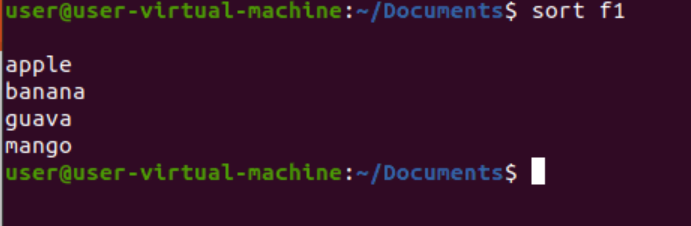 user@user-virtual-machine:~/Documents$ sort f1

apple
banana
guava
mango
user@user-virtual-machine:~/Documents$